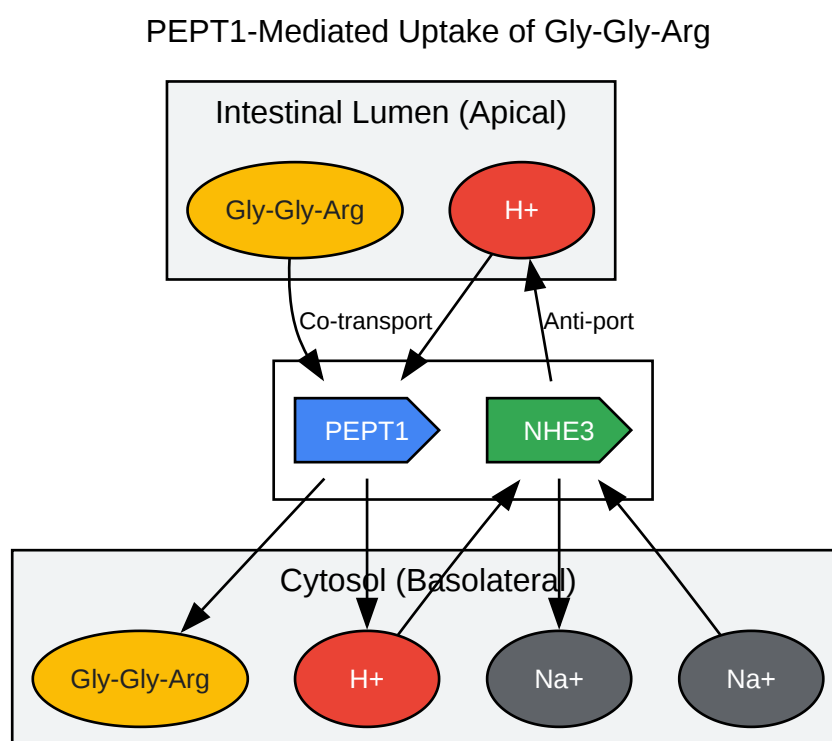 PEPT1-Mediated Uptake of Gly-Gly-Arg
Intestinal Lumen (Apical)
Gly-Gly-Arg
H+
Co-transport
Anti-port
PEPT1
NHE3
Cytosol (Basolateral)
Gly-Gly-Arg
H+
Na+
Na+